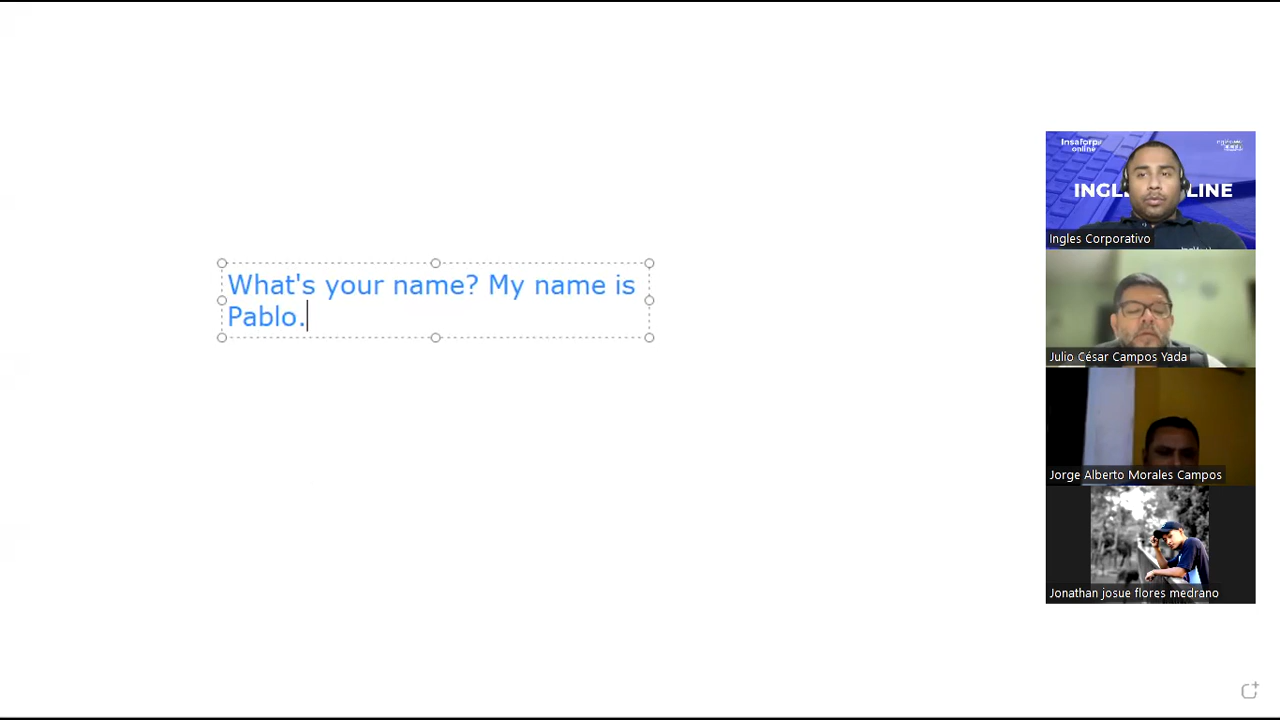 What's your name? My name is
Pablo.
Insaforp
online
INGL LINE
Ingles Corporativo
Julio César Campos Yada
Jorge Alberto Morales Campos
Jonathan josue flores medrano